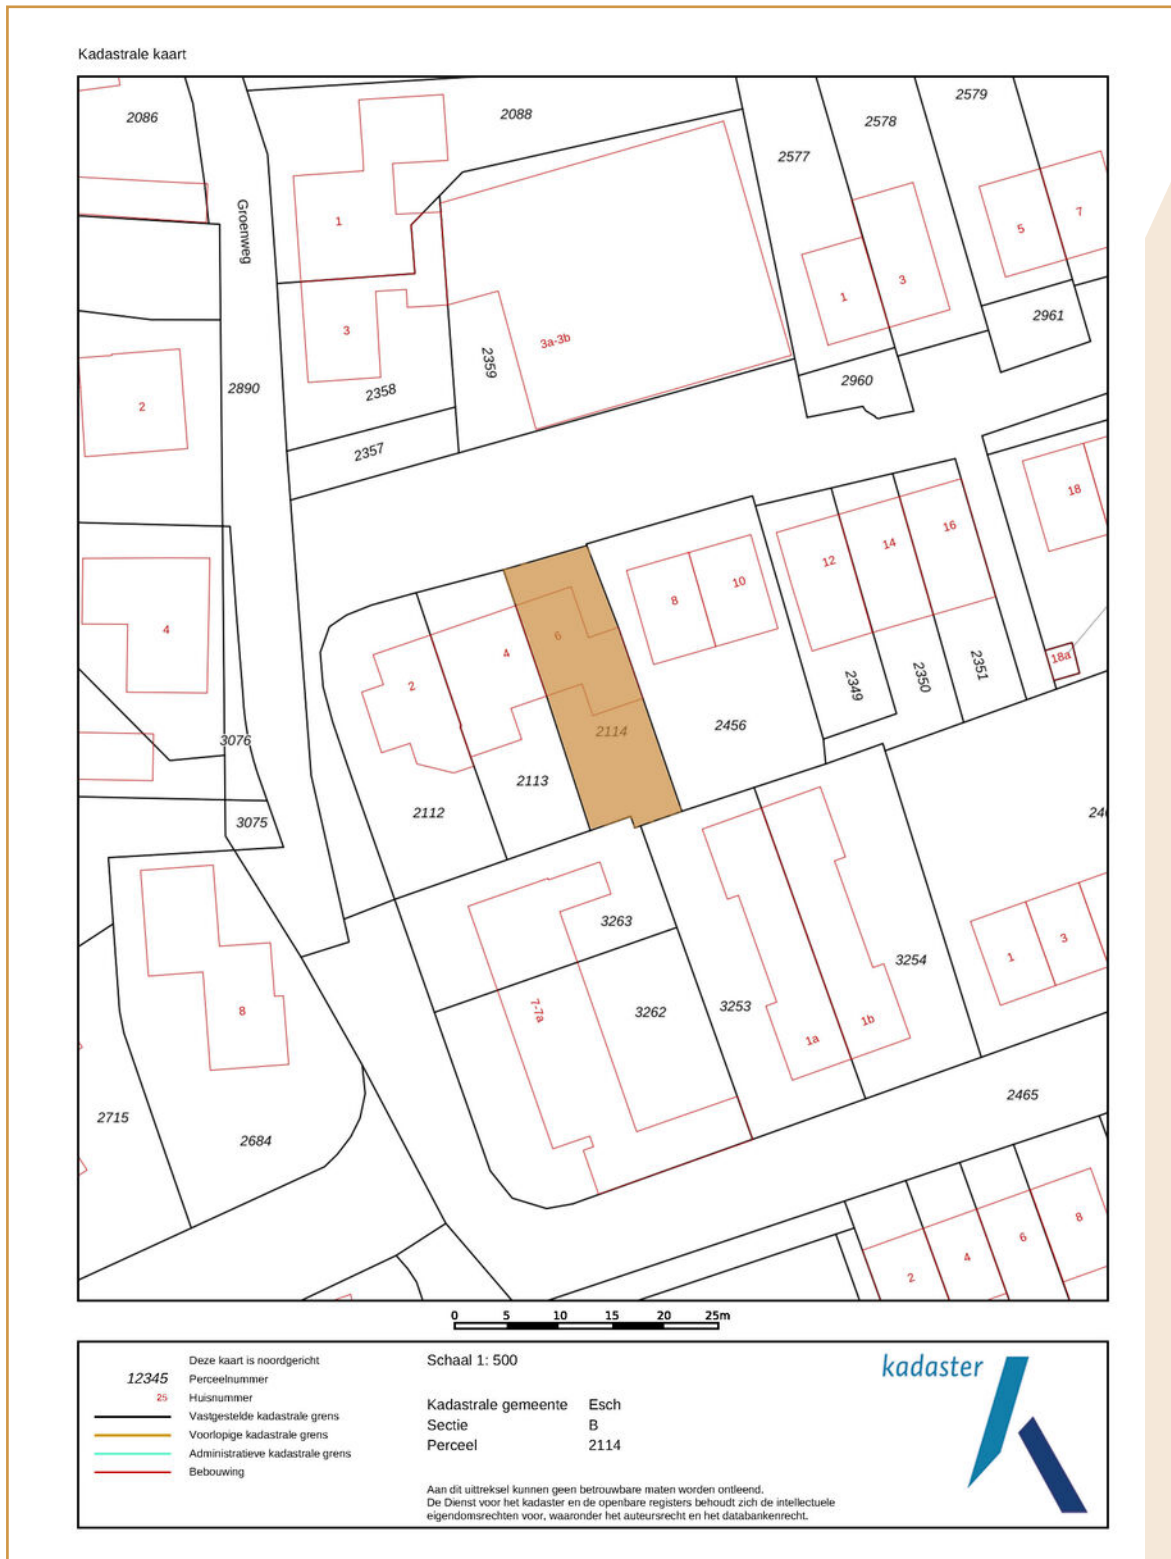 Kadastrale kaart
2086
2088
2579
2578
2577
Groenweg
1
5
7
3
1
3
3a-3b
2961
2359
2960
2890
2358
2
2357
18
16
14
12
10
8
6
4
4
2
18a
2351
2350
2349
2456
2114
3076
2113
2112
3075
3263
3254
3
1
3262
3253
7-7a
1b
1a
8
2465
2715
2684
8
6
4
2
0 5 10 15 20 25m
Deze kaart is noordgericht
12345 Perceelnummer
25 Huisnummer
Vastgestelde kadastrale grens
Voorlopige kadastrale grens
Administratieve kadastrale grens
Bebouwing
Schaal 1: 500
Kadastrale gemeente Esch
Sectie B
Perceel 2114
Aan dit uittreksel kunnen geen betrouwbare maten worden ontleend.
De Dienst voor het kadaster en de openbare registers behoudt zich de intellectuele
eigendomsrechten voor, waaronder het auteursrecht en het databankenrecht.
kadaster